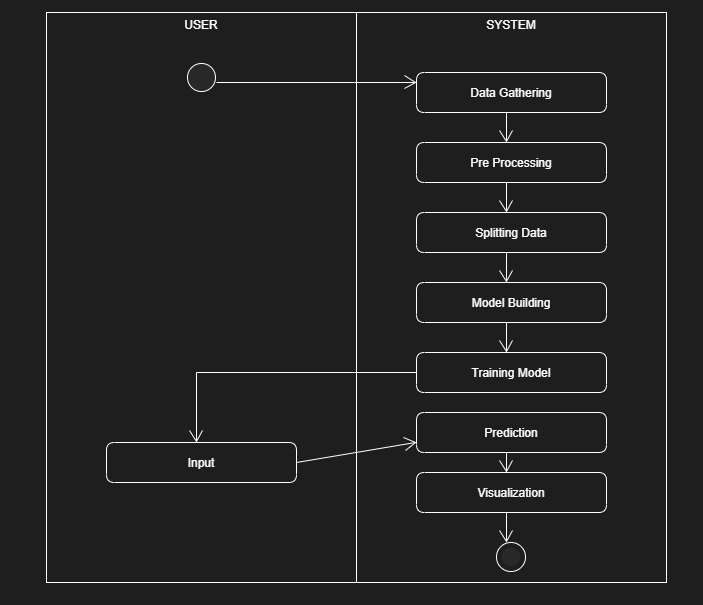 USER
SYSTEM
Data Gathering
Pre Processing
Splitting Data
Model Building
Training Model
Prediction
Input
Visualization